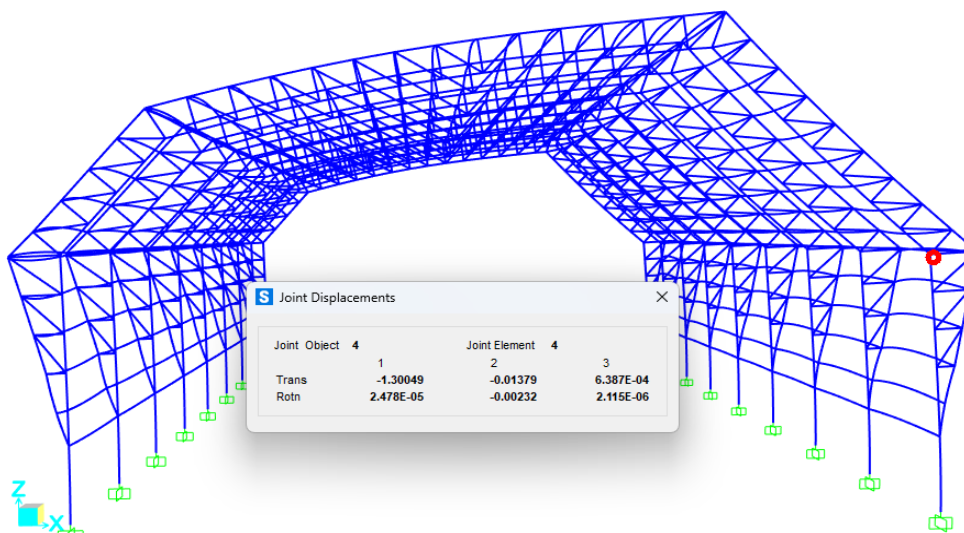 S Joint Displacements
Joint Object 4 Joint Element 4
1 2 3
Trans -1.30049 -0.01379 6.387E-04
Rotn 2.478E-05 -0.00232 2.115E-06
Z
X